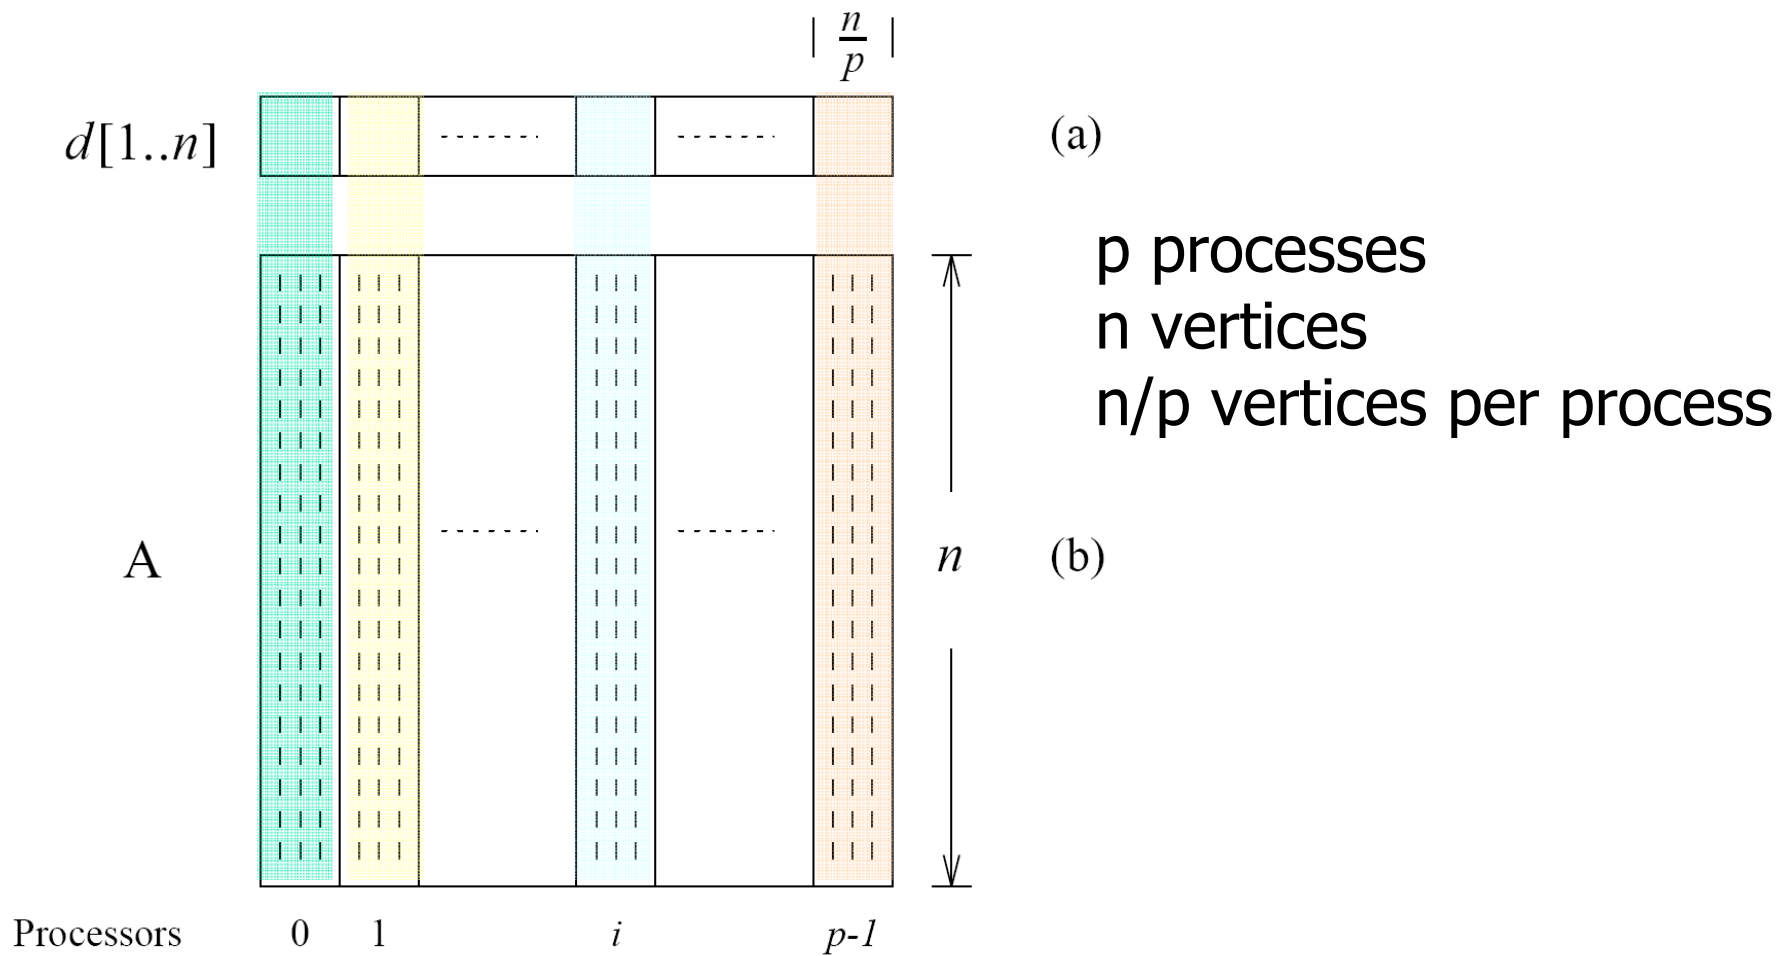 | n/p |
d[1..n]
(a)
p processes
n vertices
n/p vertices per process
A
n
(b)
Processors 0 1 i p-1